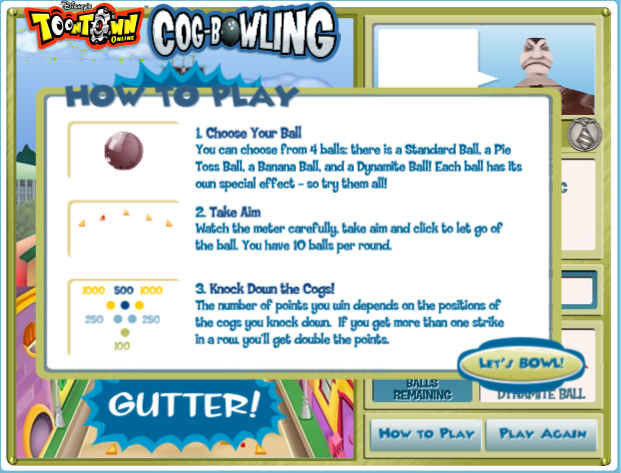 Disney's
TOONTOWN
ONLINE
COG-BOWLING
HOW TO PLAY
1. Choose Your Ball
You can choose from 4 balls: there is a Standard Ball, a Pie
Toss Ball, a Banana Ball, and a Dynamite Ball! Each ball has its
own special effect - so try them all!
2. Take Aim
Watch the meter carefully, take aim and click to let go of
the ball. You have 10 balls per round.
1000 500 1000
250 250
100
3. Knock Down the Cogs!
The number of points you win depends on the positions of
the cogs you knock down. If you get more than one strike
in a row, you'll get double the points.
LET'S BOWL!
GUTTER!
BALLS
REMAINING
DYNAMITE BALL
HOW TO PLAY
PLAY AGAIN